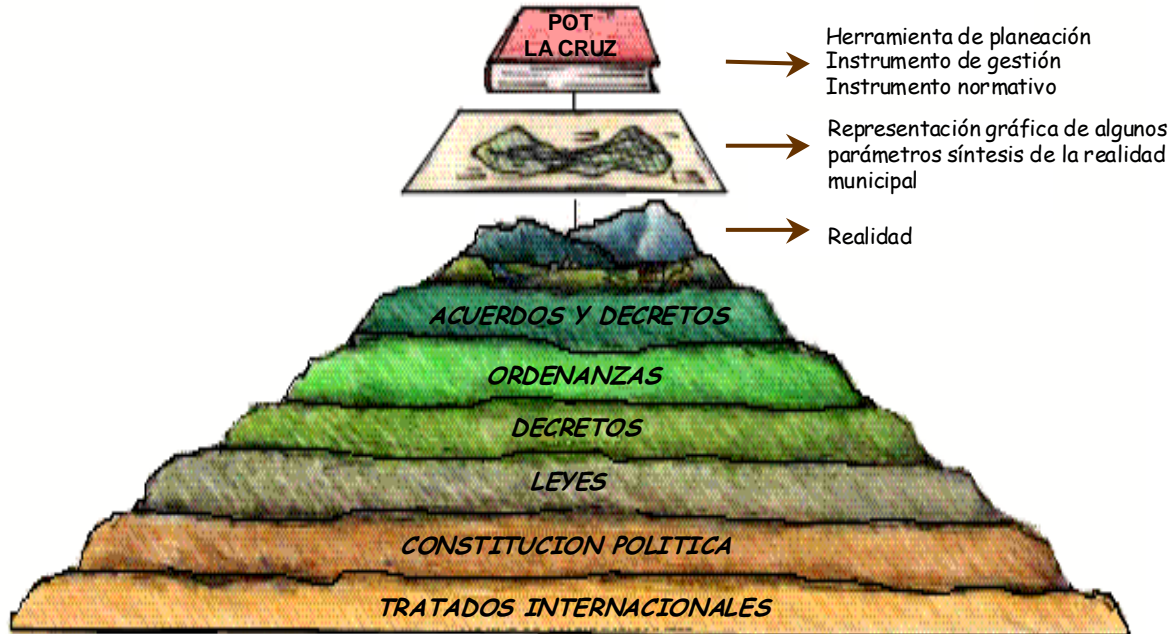 POT
LA CRUZ
Herramienta de planeación
Instrumento de gestión
Instrumento normativo
Representación gráfica de algunos
parámetros síntesis de la realidad
municipal
Realidad
ACUERDOS Y DECRETOS
ORDENANZAS
DECRETOS
LEYES
CONSTITUCION POLITICA
TRATADOS INTERNACIONALES